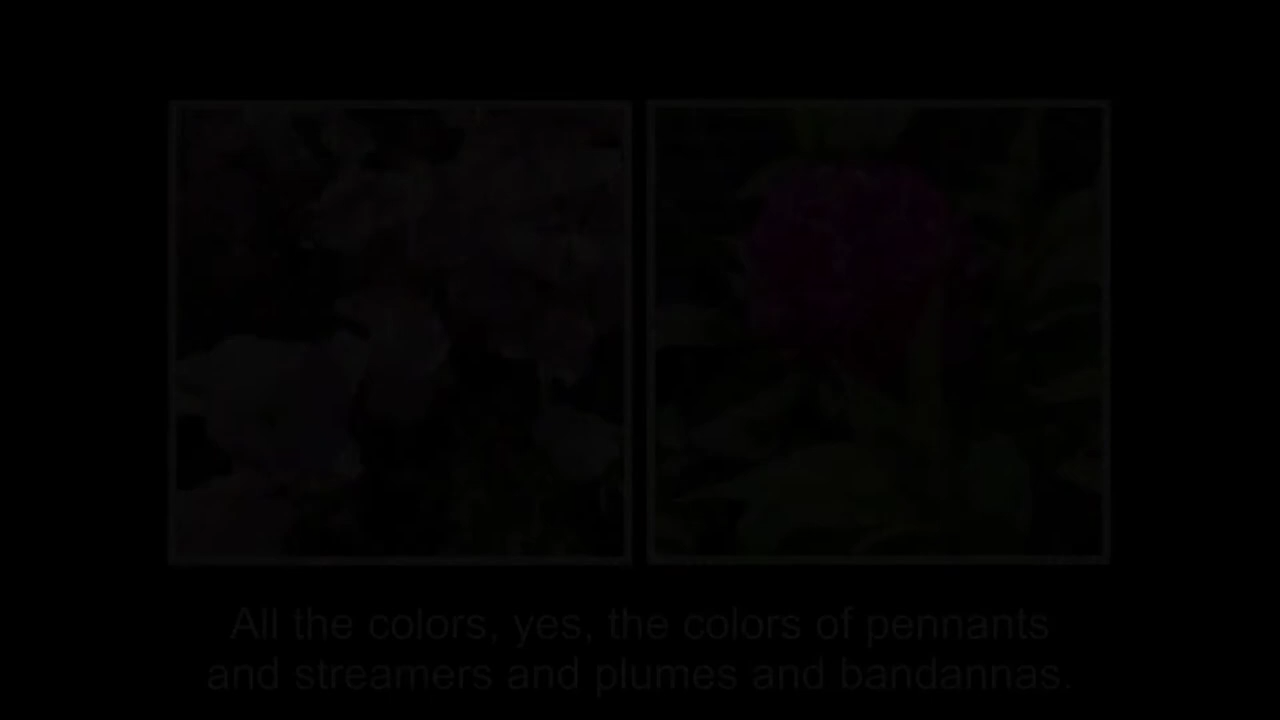 All the colors, yes, the colors of pennants
and streamers and plumes and bandannas.